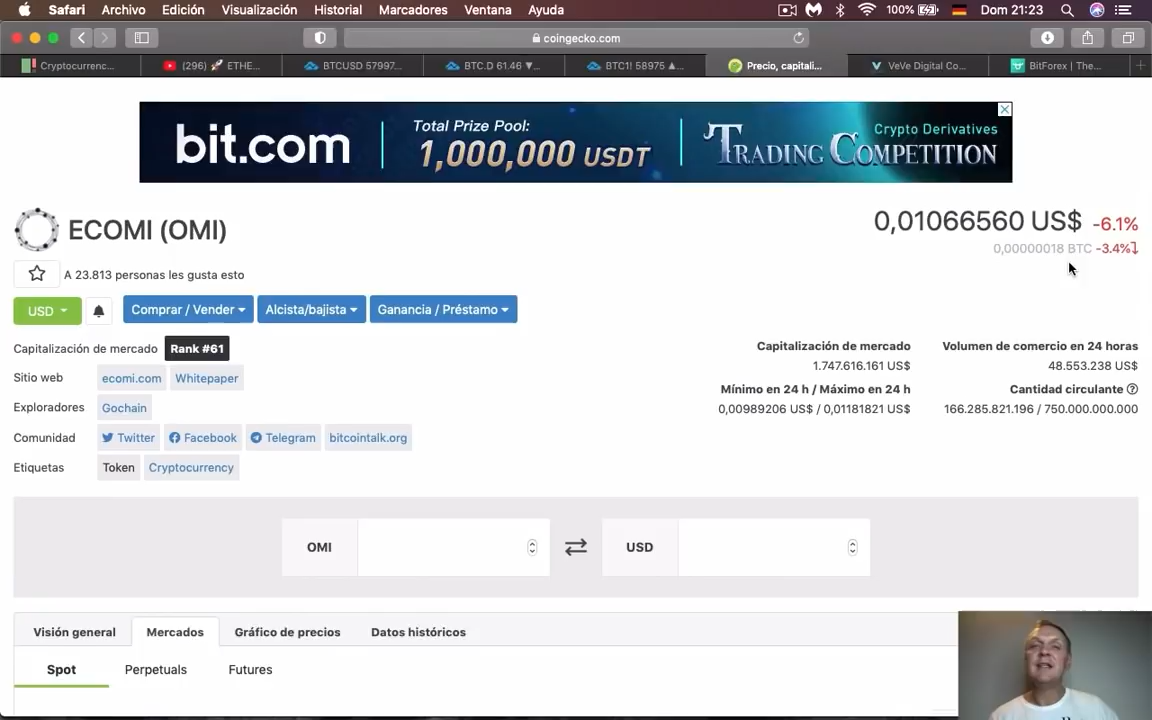 Safari Archivo Edición Visualización Historial Marcadores Ventana Ayuda 100% Dom 21:23
coingecko.com
Cryptocurrenc... (296) 🚀 ETHE... BTCUSD 57997... BTC.D 61.46 ▼... BTC1! 58975 ▲... Precio, capitali... VeVe Digital Co... BitForex | The...
bit.com Total Prize Pool: 1,000,000 USDT Crypto Derivatives TRADING COMPETITION
ECOMI (OMI)
0,01066560 US$ -6.1%
0,00000018 BTC -3.4%
A 23.813 personas les gusta esto
USD Comprar / Vender Alcista/bajista Ganancia / Préstamo
Capitalización de mercado Rank #61
Sitio web ecomi.com Whitepaper
Exploradores Gochain
Comunidad Twitter Facebook Telegram bitcointalk.org
Etiquetas Token Cryptocurrency
Capitalización de mercado
1.747.616.161 US$
Volumen de comercio en 24 horas
48.553.238 US$
Mínimo en 24 h / Máximo en 24 h
0,00989206 US$ / 0,01181821 US$
Cantidad circulante
166.285.821.196 / 750.000.000.000
OMI USD
Visión general Mercados Gráfico de precios Datos históricos
Spot Perpetuals Futures